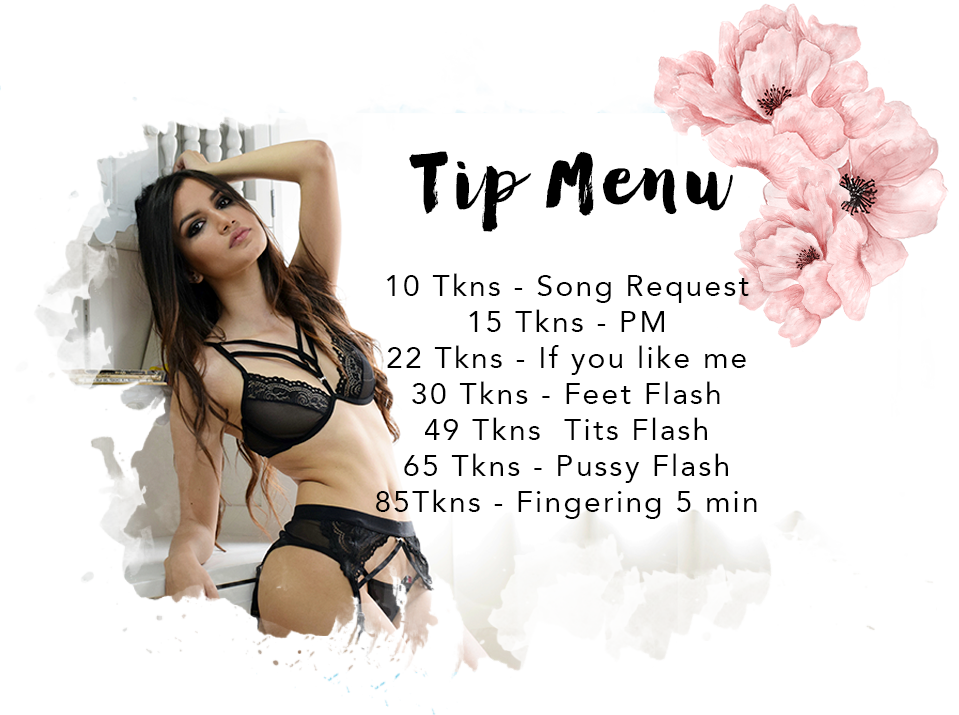 Tip Menu
10 Tkns - Song Request
15 Tkns - PM
22 Tkns - If you like me
30 Tkns - Feet Flash
49 Tkns  Tits Flash
65 Tkns - Pussy Flash
85Tkns - Fingering 5 min